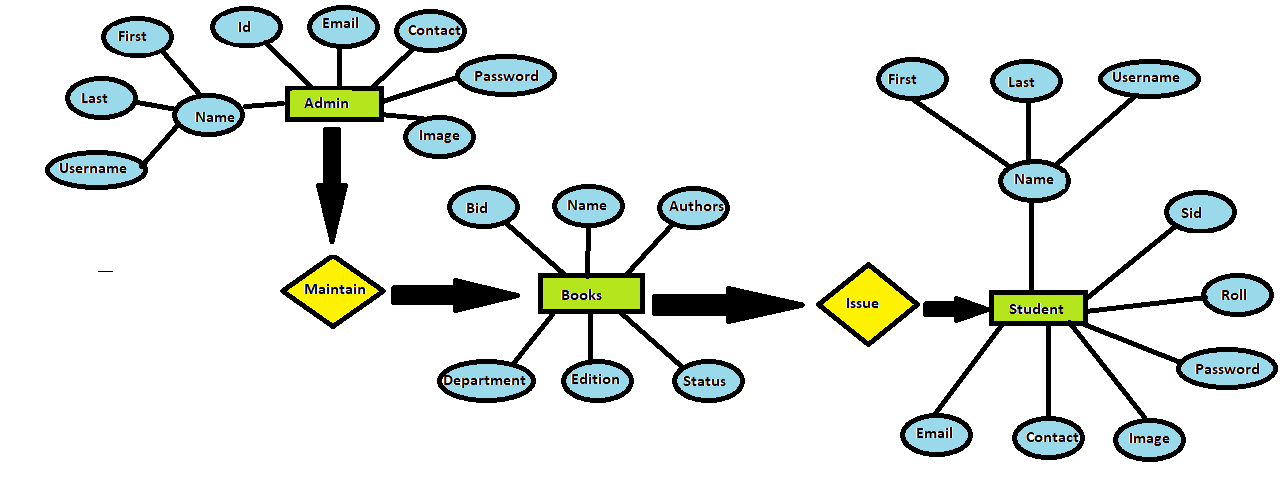 First
Id
Email
Contact
Last
Name
Admin
Password
Username
Image
First
Last
Username
Name
Bid
Name
Authors
Sid
Maintain
Books
Issue
Student
Roll
Department
Edition
Status
Password
Email
Contact
Image